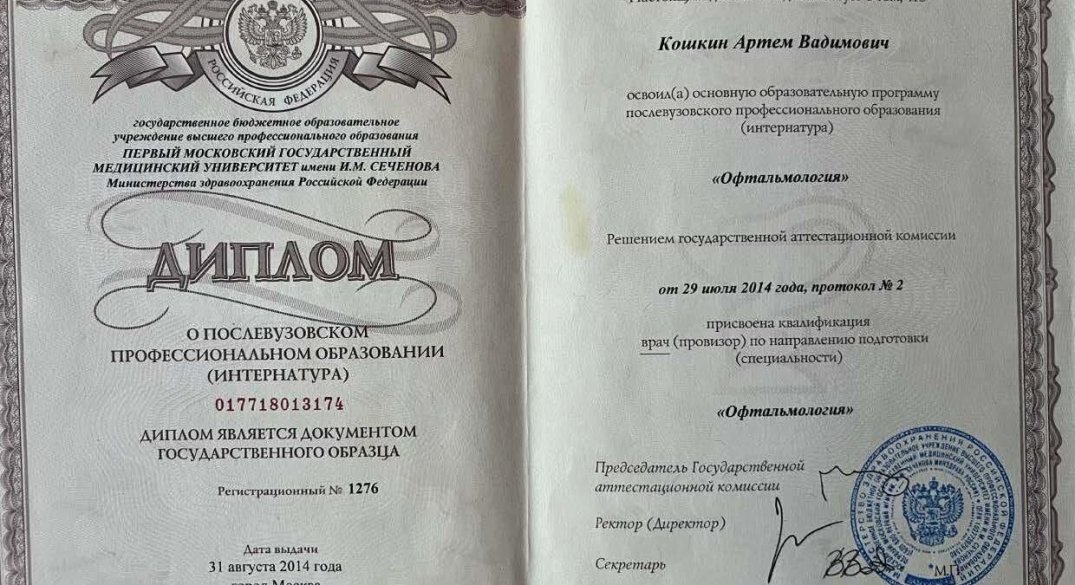 РОССИЙСКАЯ ФЕДЕРАЦИЯ
государственное бюджетное образовательное
учреждение высшего профессионального образования
ПЕРВЫЙ МОСКОВСКИЙ ГОСУДАРСТВЕННЫЙ
МЕДИЦИНСКИЙ УНИВЕРСИТЕТ имени И.М. СЕЧЕНОВА
Министерства здравоохранения Российской Федерации
ДИПЛОМ
О ПОСЛЕВУЗОВСКОМ
ПРОФЕССИОНАЛЬНОМ ОБРАЗОВАНИИ
(ИНТЕРНАТУРА)
017718013174
ДИПЛОМ ЯВЛЯЕТСЯ ДОКУМЕНТОМ
ГОСУДАРСТВЕННОГО ОБРАЗЦА
Регистрационный № 1276
Дата выдачи
31 августа 2014 года
город Москва
Кошкин Артем Вадимович
освоил(а) основную образовательную программу
послевузовского профессионального образования
(интернатура)
«Офтальмология»
Решением государственной аттестационной комиссии
от 29 июля 2014 года, протокол № 2
присвоена квалификация
врач (провизор) по направлению подготовки
(специальности)
«Офтальмология»
Председатель Государственной
аттестационной комиссии
Ректор (Директор)
Секретарь
М.П.